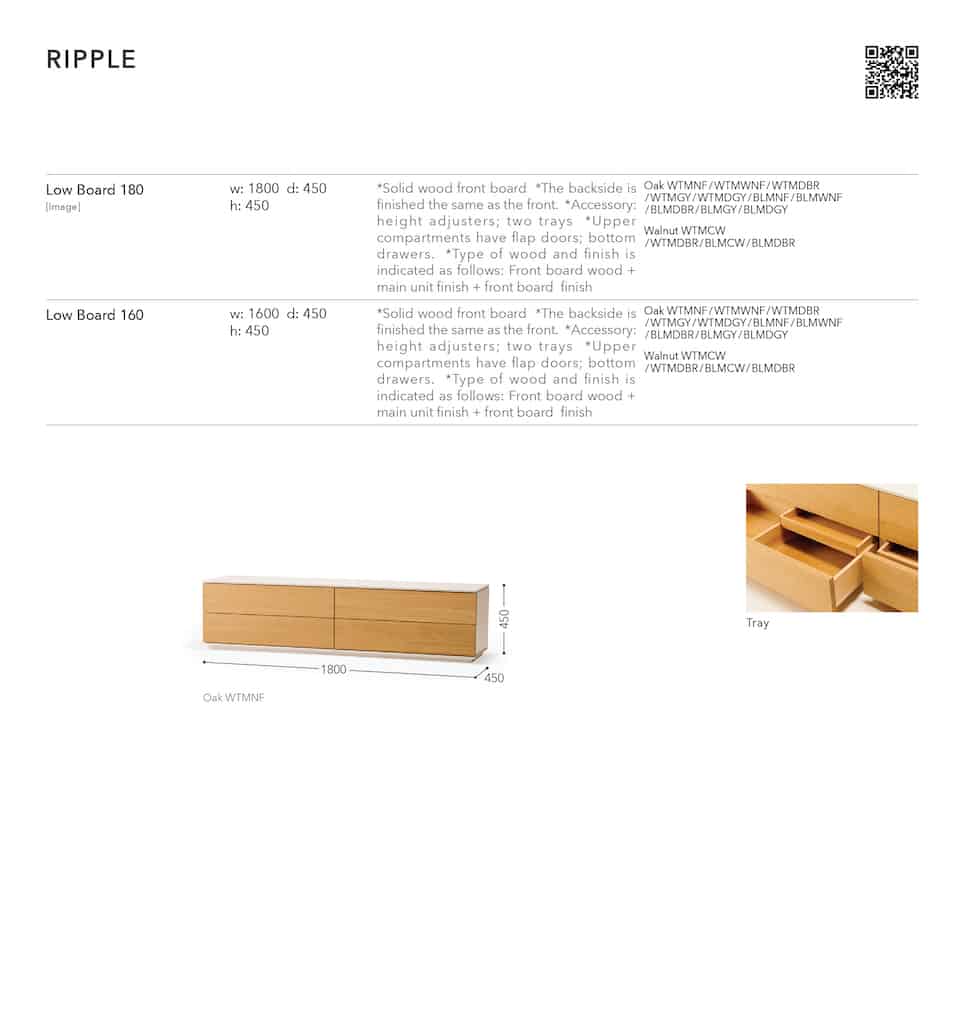 RIPPLE
Low Board 180
[Image]
w: 1800 d: 450
h: 450
*Solid wood front board *The backside is
finished the same as the front. *Accessory:
height adjusters; two trays *Upper
compartments have flap doors; bottom
drawers. *Type of wood and finish is
indicated as follows: Front board wood +
main unit finish + front board finish
Oak WTMNF/WTMWNF/WTMDBR
/WTMGY/WTMDGY/BLMNF/BLMWNF
/BLMDBR/BLMGY/BLMDGY
Walnut WTMCW
/WTMDBR/BLMCW/BLMDBR
Low Board 160
w: 1600 d: 450
h: 450
*Solid wood front board *The backside is
finished the same as the front. *Accessory:
height adjusters; two trays *Upper
compartments have flap doors; bottom
drawers. *Type of wood and finish is
indicated as follows: Front board wood +
main unit finish + front board finish
Oak WTMNF/WTMWNF/WTMDBR
/WTMGY/WTMDGY/BLMNF/BLMWNF
/BLMDBR/BLMGY/BLMDGY
Walnut WTMCW
/WTMDBR/BLMCW/BLMDBR
450
1800
450
Oak WTMNF
Tray